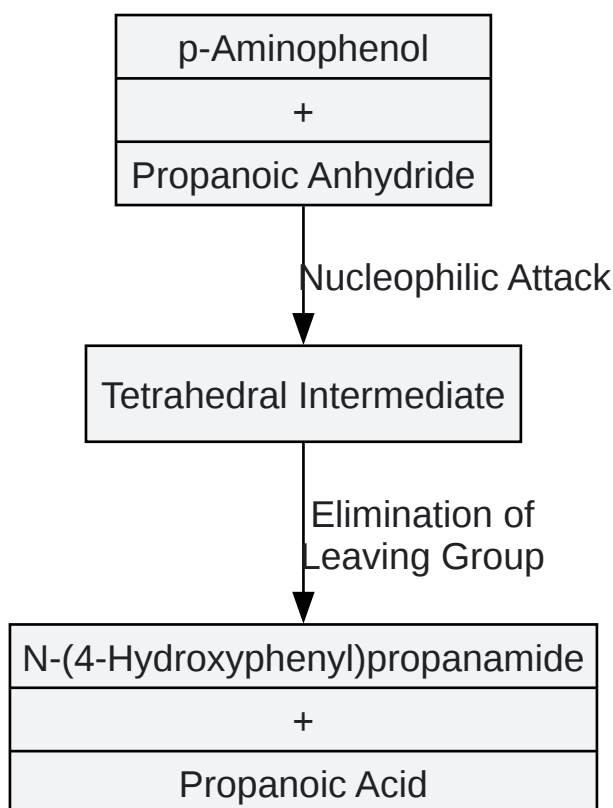 p-Aminophenol
+
Propanoic Anhydride
Nucleophilic Attack
Tetrahedral Intermediate
Elimination of
Leaving Group
N-(4-Hydroxyphenyl)propanamide
+
Propanoic Acid